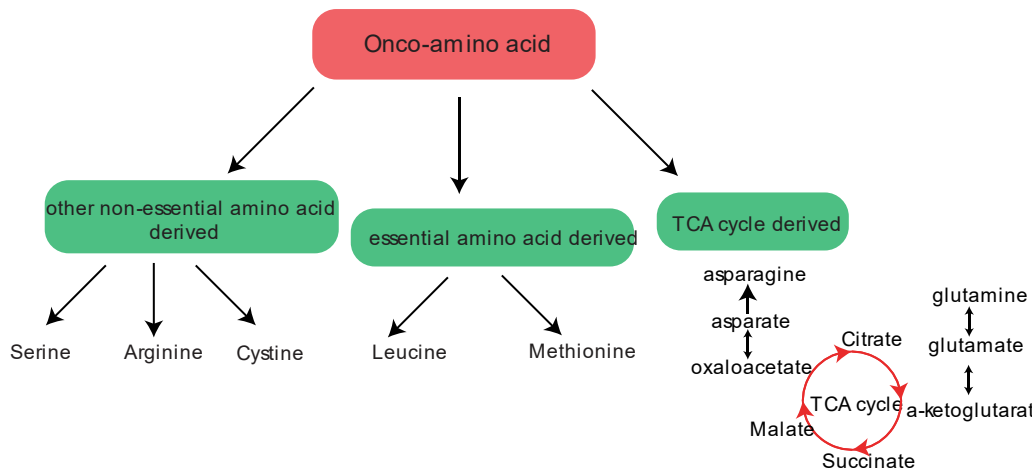 Onco-amino acid
other non-essential amino acid
derived
essential amino acid derived
TCA cycle derived
Serine
Arginine
Cystine
Leucine
Methionine
asparagine
asparate
oxaloacetate
Citrate
TCA cycle
Malate
Succinate
glutamine
glutamate
a-ketoglutarat